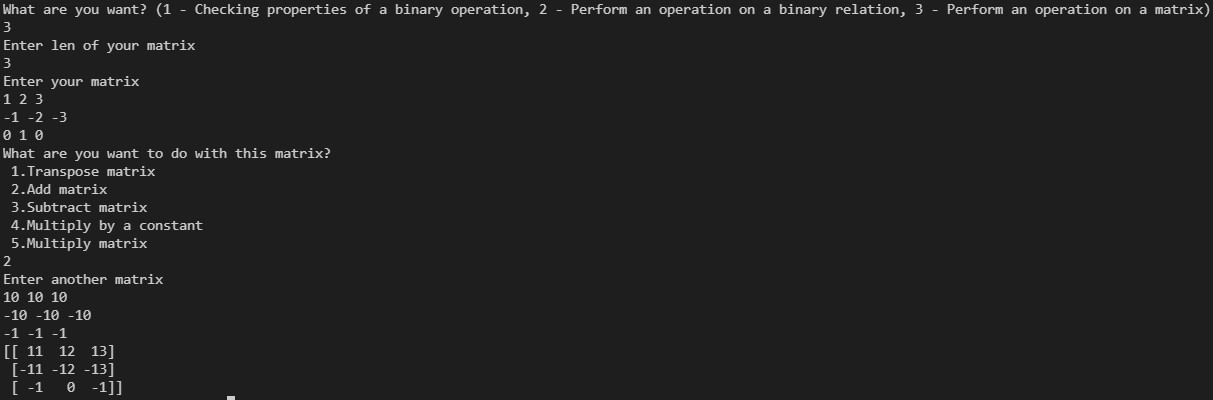 What are you want? (1 - Checking properties of a binary operation, 2 - Perform an operation on a binary relation, 3 - Perform an operation on a matrix)
3
Enter len of your matrix
3
Enter your matrix
1 2 3
-1 -2 -3
0 1 0
What are you want to do with this matrix?
 1.Transpose matrix
 2.Add matrix
 3.Subtract matrix
 4.Multiply by a constant
 5.Multiply matrix
2
Enter another matrix
10 10 10
-10 -10 -10
-1 -1 -1
[[ 11  12  13]
 [-11 -12 -13]
 [ -1   0  -1]]